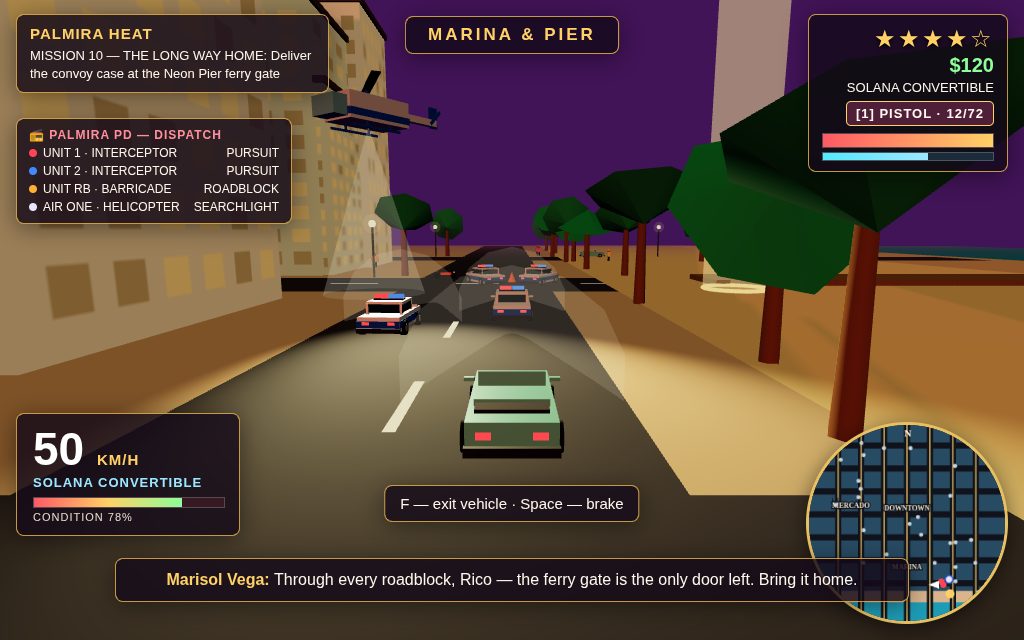 PALMIRA HEAT
MISSION 10 — THE LONG WAY HOME: Deliver
the convoy case at the Neon Pier ferry gate
MARINA & PIER
★★★★☆
$120
SOLANA CONVERTIBLE
[1] PISTOL · 12/72
📻 PALMIRA PD — DISPATCH
UNIT 1 · INTERCEPTOR PURSUIT
UNIT 2 · INTERCEPTOR PURSUIT
UNIT RB · BARRICADE ROADBLOCK
AIR ONE · HELICOPTER SEARCHLIGHT
50 KM/H
SOLANA CONVERTIBLE
CONDITION 78%
F — exit vehicle · Space — brake
N
MERCADO
DOWNTOWN
MARINA
Marisol Vega: Through every roadblock, Rico — the ferry gate is the only door left. Bring it home.